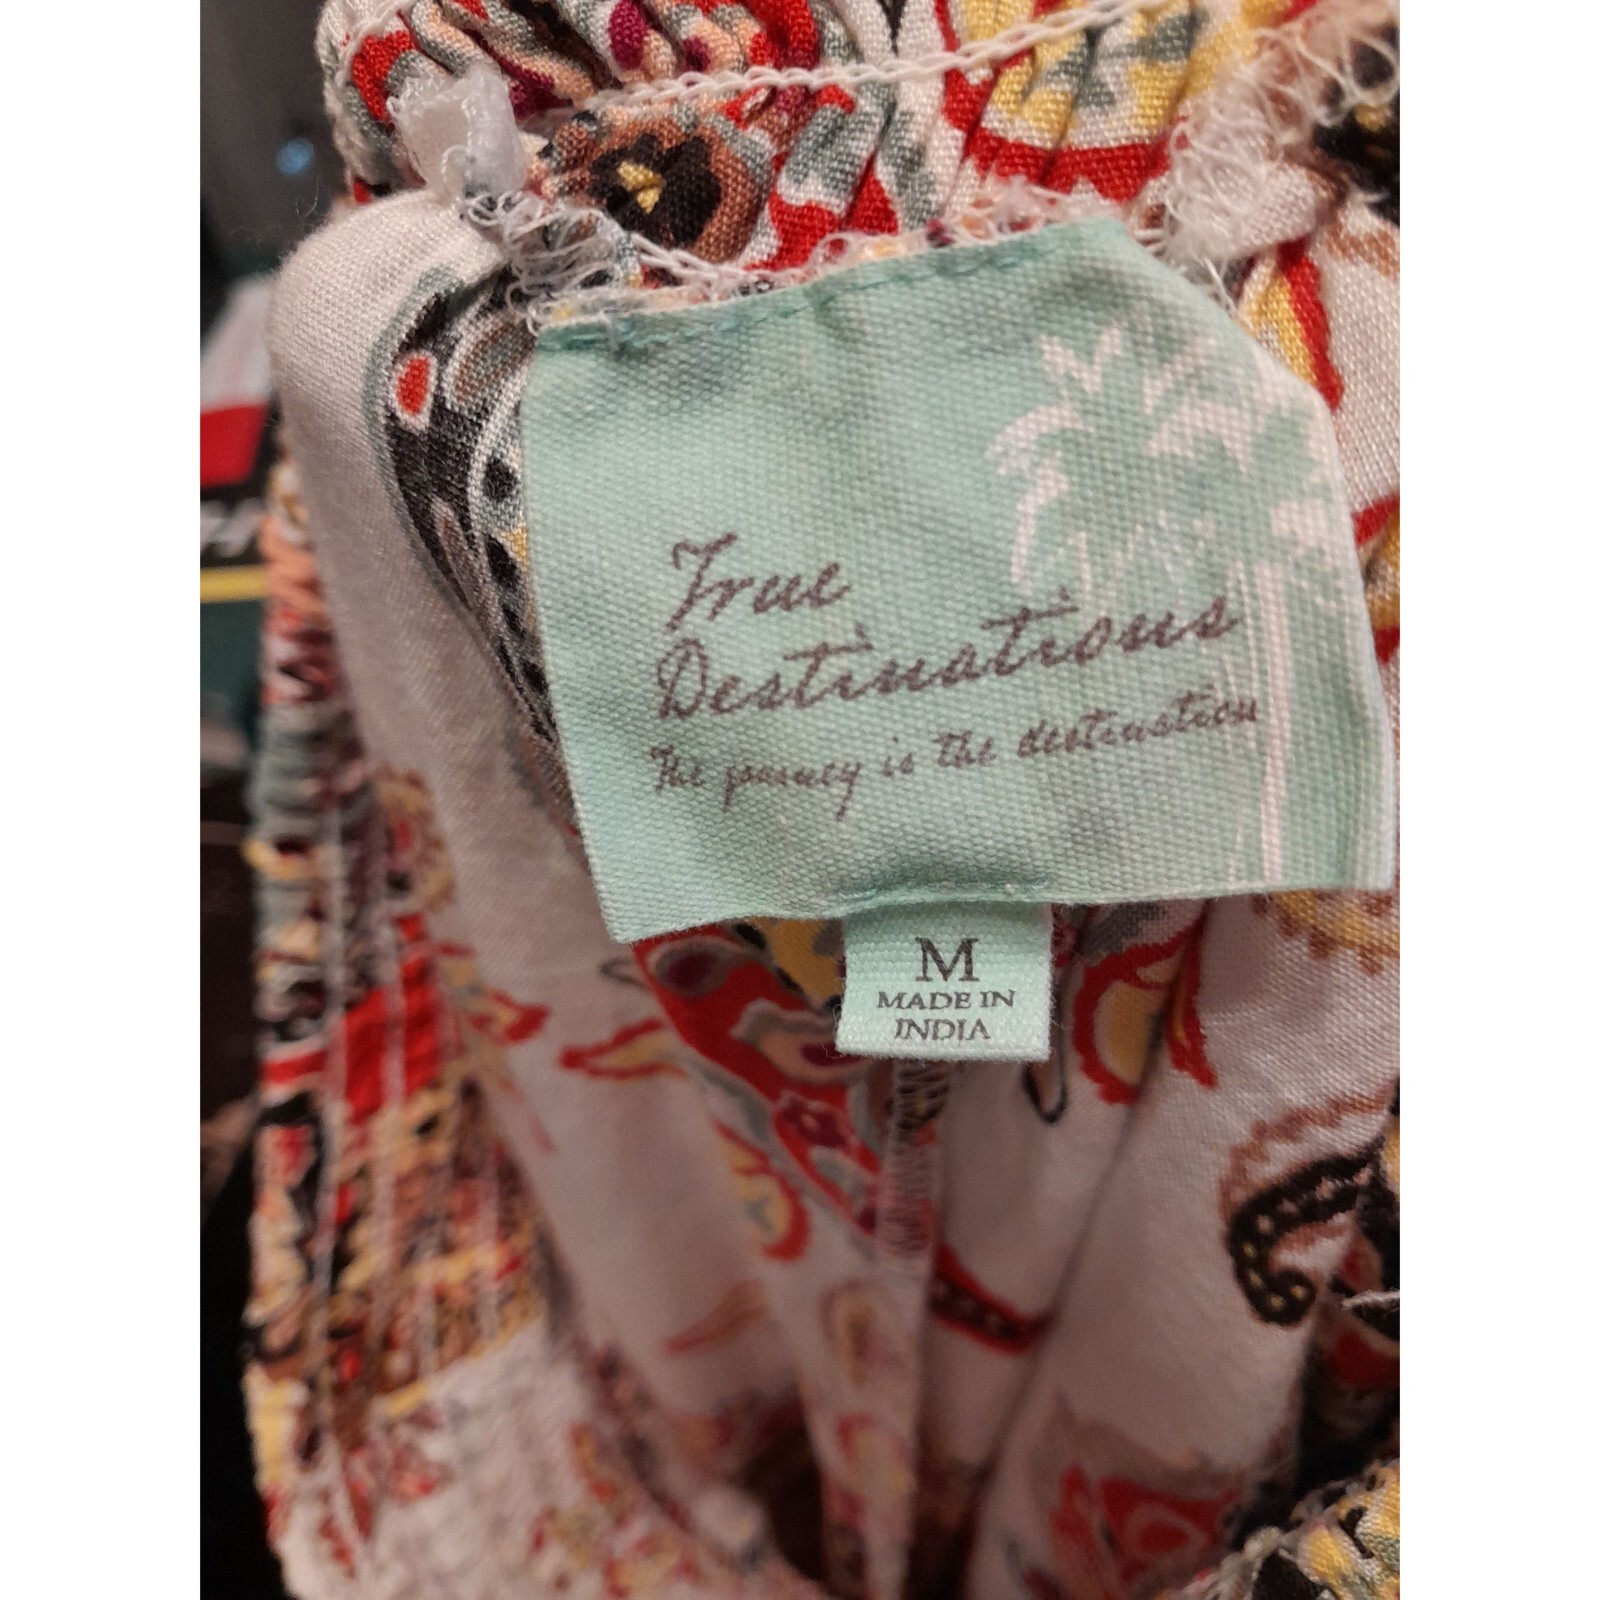 True
Destinations
The journey is the destination
M
MADE IN
INDIA